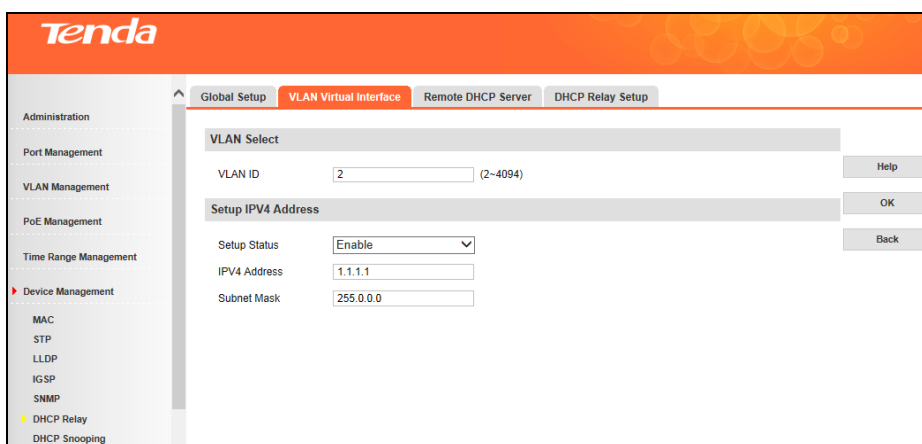 Tenda
Administration
Port Management
VLAN Management
PoE Management
Time Range Management
Device Management
MAC
STP
LLDP
IGSP
SNMP
DHCP Relay
DHCP Snooping
Global Setup VLAN Virtual Interface Remote DHCP Server DHCP Relay Setup
VLAN Select
VLAN ID 2 (2~4094)
Setup IPV4 Address
Setup Status Enable
IPV4 Address 1.1.1.1
Subnet Mask 255.0.0.0
Help
OK
Back